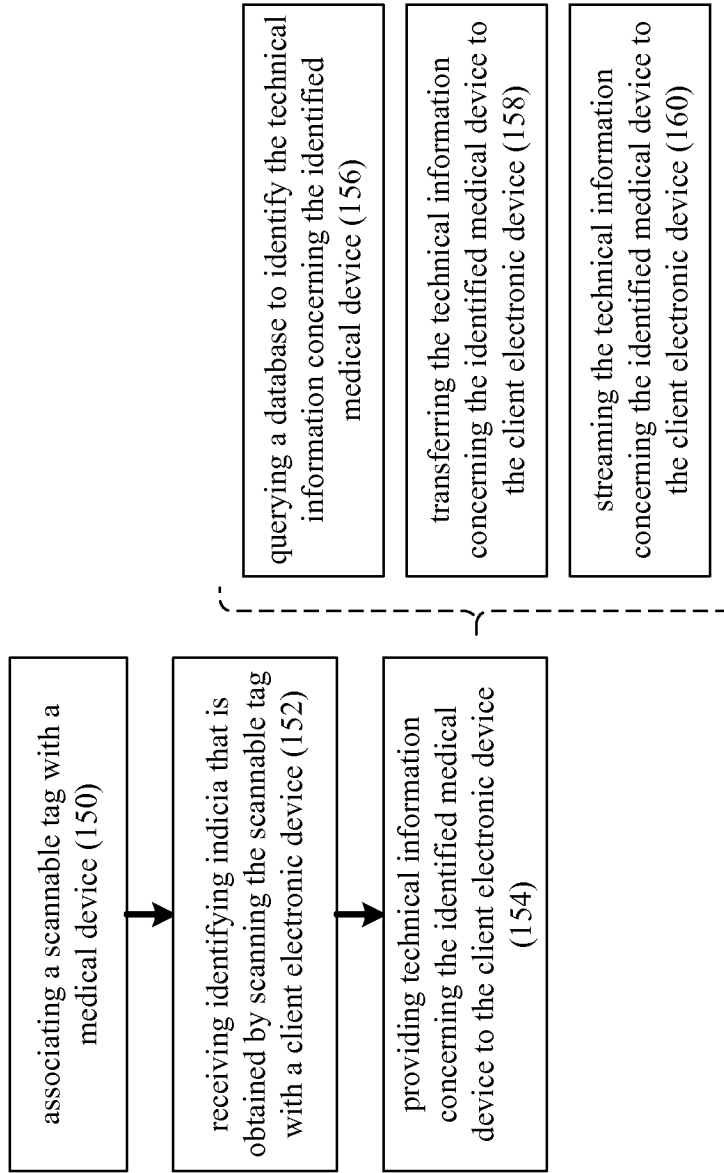 associating a scannable tag with a
medical device (150)
receiving identifying indicia that is
obtained by scanning the scannable tag
with a client electronic device (152)
providing technical information
concerning the identified medical
device to the client electronic device
(154)
querying a database to identify the technical
information concerning the identified
medical device (156)
transferring the technical information
concerning the identified medical device to
the client electronic device (158)
streaming the technical information
concerning the identified medical device to
the client electronic device (160)